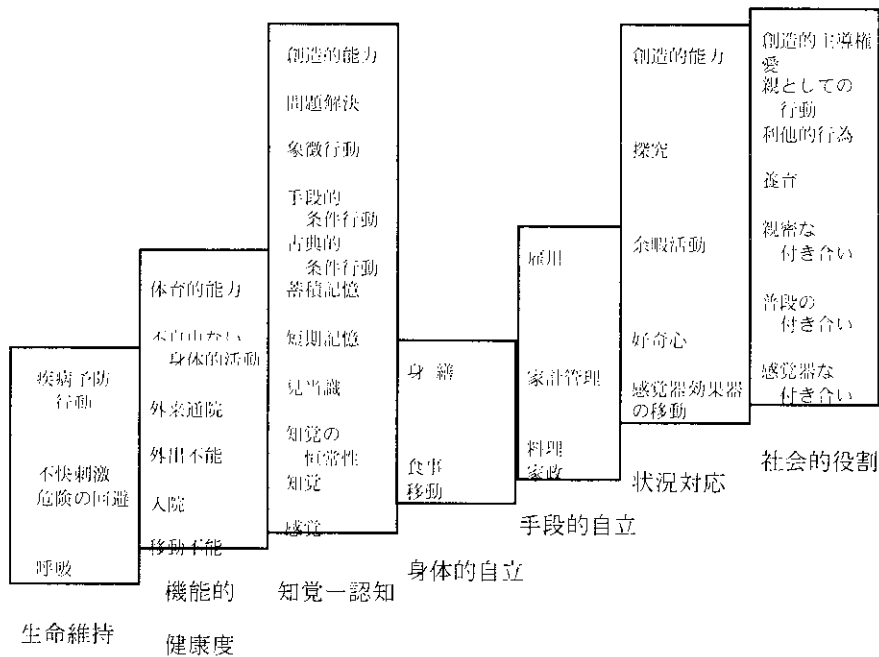 疾病予防
行動
不快刺激
危険の回避
呼吸
生命維持
体育的能力
不自由ない
身体的活動
外来通院
外出不能
入院
移動不能
機能的
健康度
創造的能力
問題解決
象徴行動
手段的
条件行動
古典的
条件行動
蓄積記憶
短期記憶
見当識
知覚の
恒常性
知覚
感覚
知覚ー認知
身繕
食事
移動
身体的自立
雇用
家計管理
料理
家政
手段的自立
創造的能力
探究
余暇活動
好奇心
感覚器効果器
の移動
状況対応
創造的主導権
愛
親としての
行動
利他的行為
養育
親密な
付き合い
普段の
付き合い
感覚器な
付き合い
社会的役割